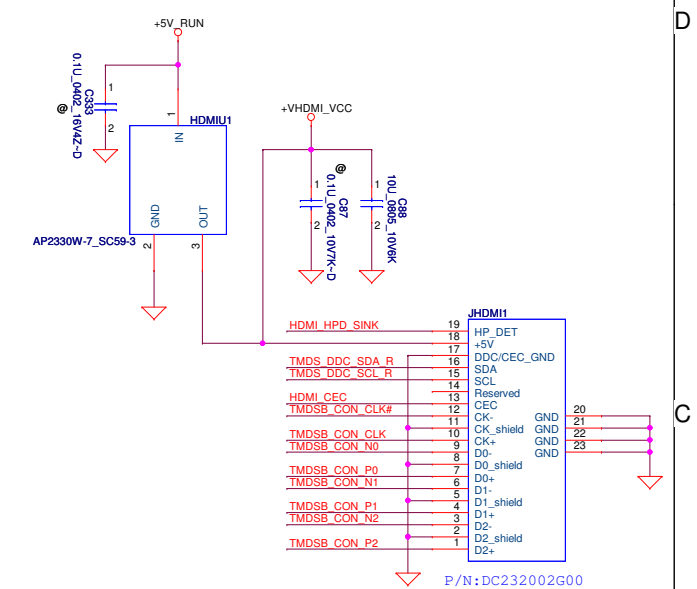 D
+5V_RUN
0.1U_0402_16V4Z~D
C333
@
1
2
HDMIU1
1
IN
GND
OUT
2
3
AP2330W-7_SC59-3
+VHDMI_VCC
@
1
2
C87
0.1U_0402_10V7K~D
1
2
C88
10U_0805_10V6K
JHDMI1
HDMI_HPD_SINK 19 HP_DET
18 +5V
17 DDC/CEC_GND
TMDS_DDC_SDA_R 16 SDA
TMDS_DDC_SCL_R 15 SCL
14 Reserved
HDMI_CEC 13 CEC
TMDSB_CON_CLK# 12 CK-
11 CK_shield
TMDSB_CON_CLK 10 CK+
TMDSB_CON_N0 9 D0-
8 D0_shield
TMDSB_CON_P0 7 D0+
TMDSB_CON_N1 6 D1-
5 D1_shield
TMDSB_CON_P1 4 D1+
TMDSB_CON_N2 3 D2-
2 D2_shield
TMDSB_CON_P2 1 D2+
GND 20
GND 21
GND 22
GND 23
C
P/N:DC232002G00